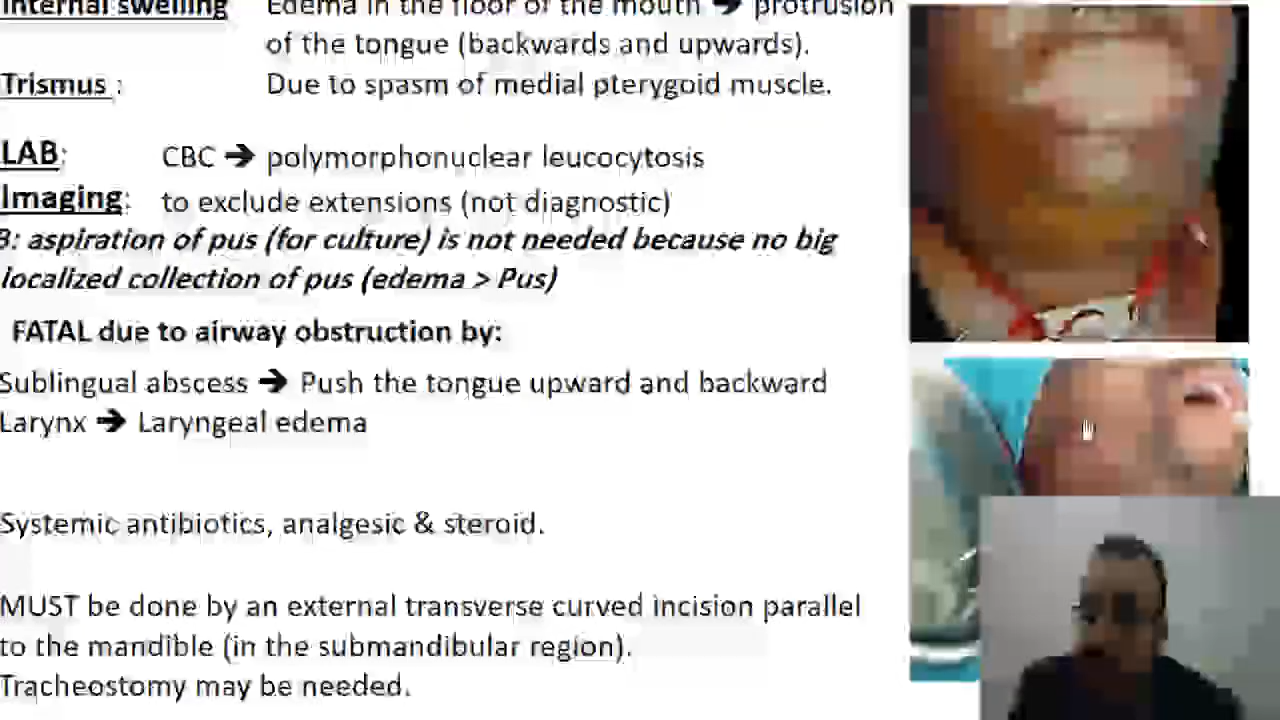 Internal swelling Edema in the floor of the mouth ➔ protrusion
of the tongue (backwards and upwards).
Trismus : Due to spasm of medial pterygoid muscle.
LAB: CBC ➔ polymorphonuclear leucocytosis
Imaging: to exclude extensions (not diagnostic)
B: aspiration of pus (for culture) is not needed because no big
localized collection of pus (edema > Pus)
FATAL due to airway obstruction by:
Sublingual abscess ➔ Push the tongue upward and backward
Larynx ➔ Laryngeal edema
Systemic antibiotics, analgesic & steroid.
MUST be done by an external transverse curved incision parallel
to the mandible (in the submandibular region).
Tracheostomy may be needed.